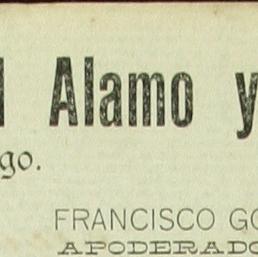 l Alamo y
go.
FRANCISCO GO
APODERADO